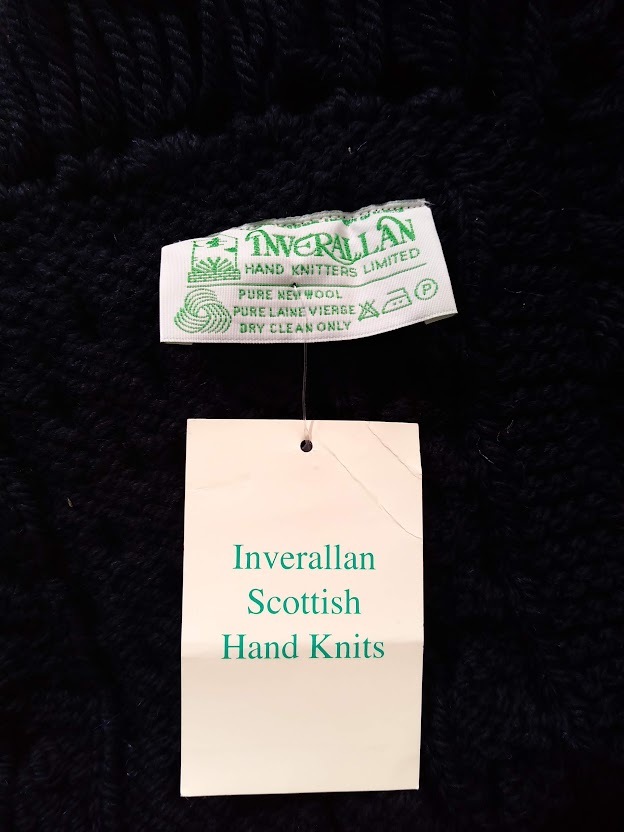 INVERALLAN
HAND KNITTERS LIMITED
PURE NEW WOOL
PURE LAINE VIERGE
DRY CLEAN ONLY
P
Inverallan
Scottish
Hand Knits